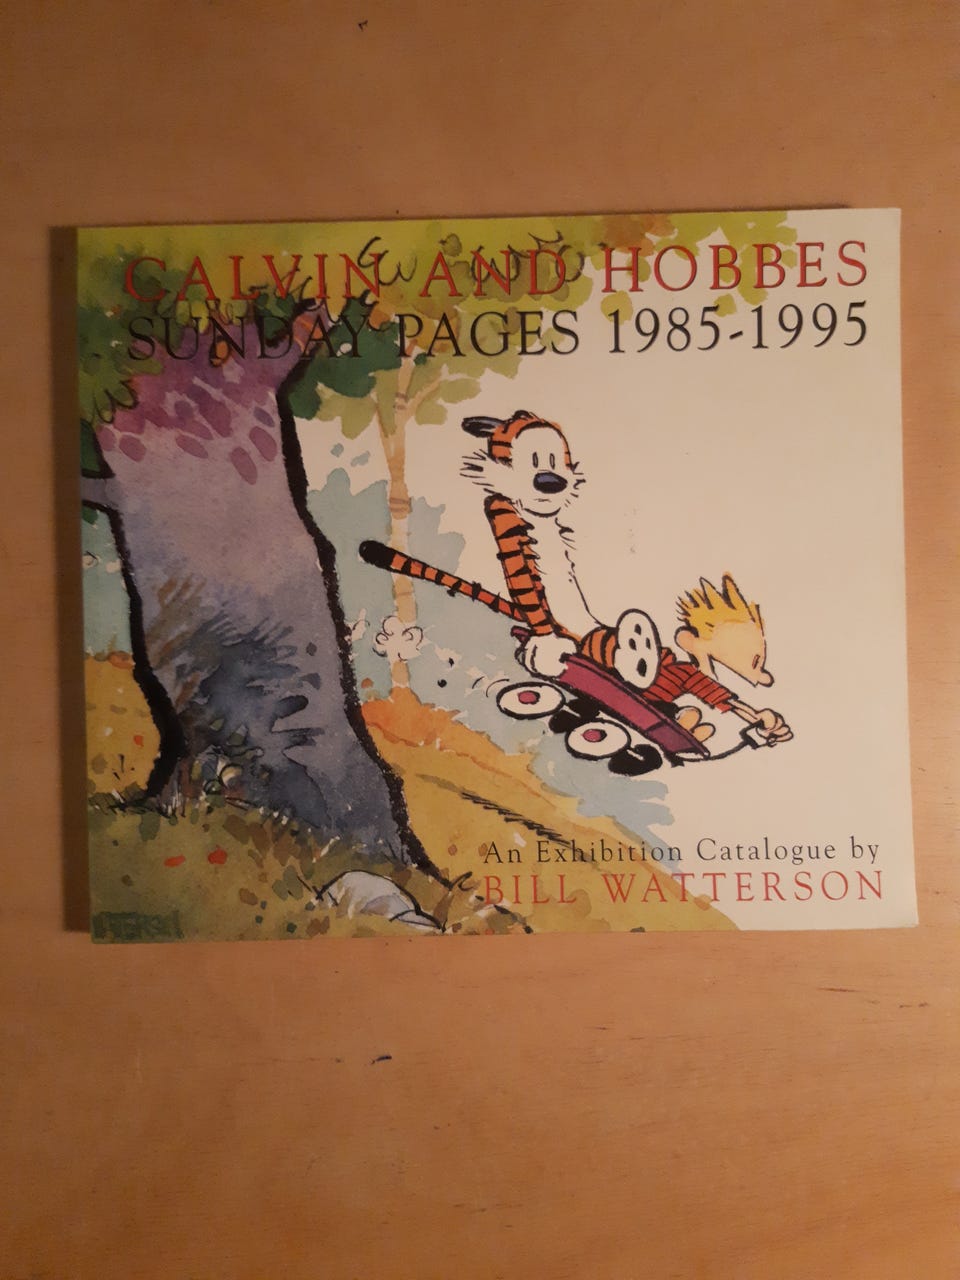 CALVIN AND HOBBES
SUNDAY PAGES 1985-1995
An Exhibition Catalogue by
BILL WATTERSON